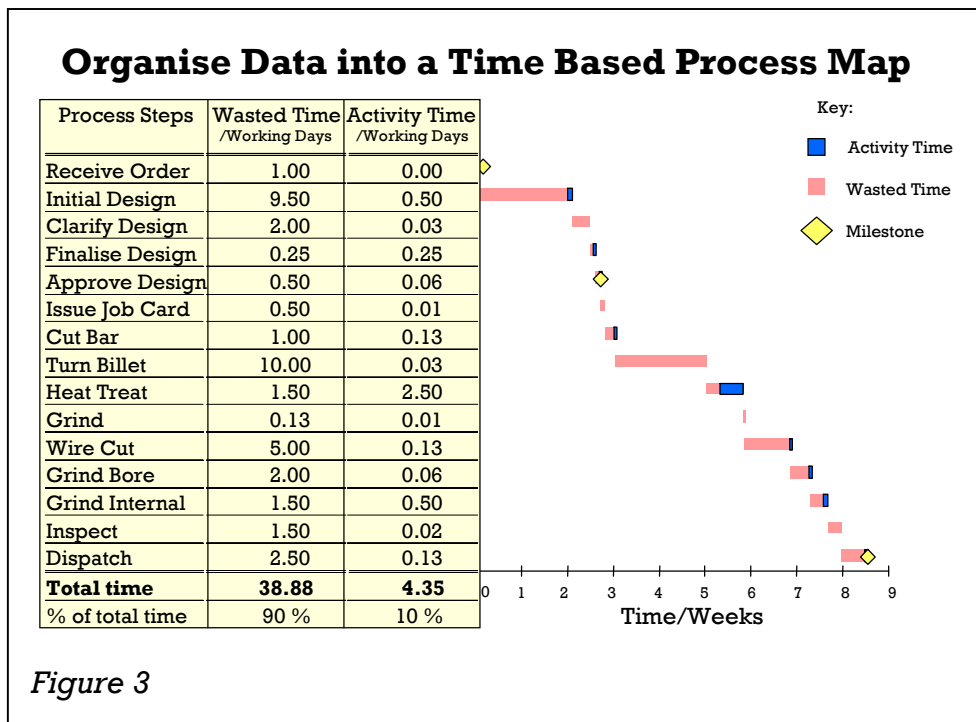 Organise Data into a Time Based Process Map
Process Steps Wasted Time Activity Time
/Working Days /Working Days
Receive Order 1.00 0.00
Initial Design 9.50 0.50
Clarify Design 2.00 0.03
Finalise Design 0.25 0.25
Approve Design 0.50 0.06
Issue Job Card 0.50 0.01
Cut Bar 1.00 0.13
Turn Billet 10.00 0.03
Heat Treat 1.50 2.50
Grind 0.13 0.01
Wire Cut 5.00 0.13
Grind Bore 2.00 0.06
Grind Internal 1.50 0.50
Inspect 1.50 0.02
Dispatch 2.50 0.13
Total time 38.88 4.35
% of total time 90 % 10 %
Key:
Activity Time
Wasted Time
Milestone
0 1 2 3 4 5 6 7 8 9
Time/Weeks
Figure 3